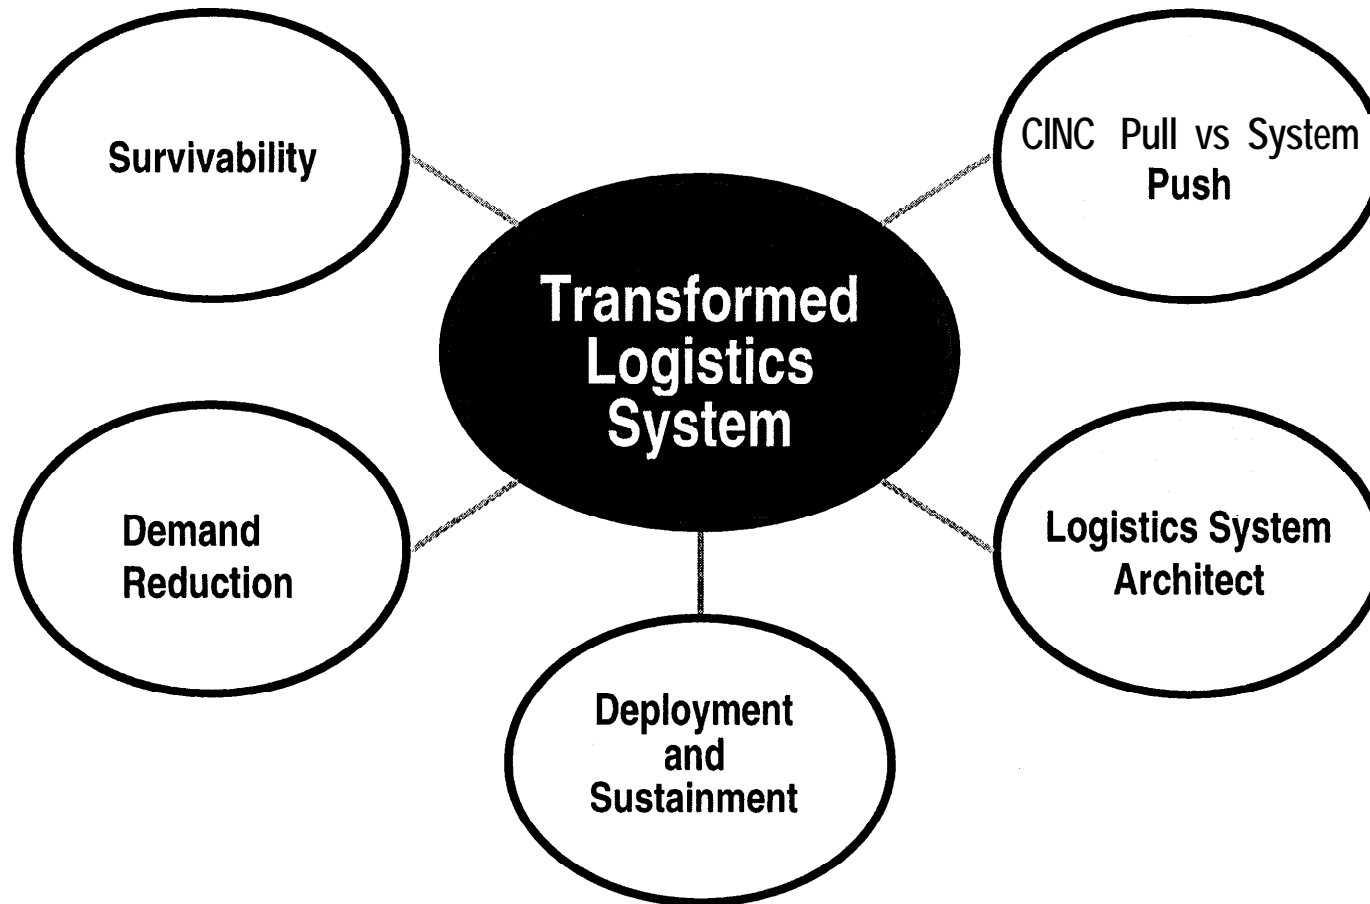 Survivability
CINC Pull vs System
Push
Transformed
Logistics
System
Demand
Reduction
Logistics System
Architect
Deployment
and
Sustainment